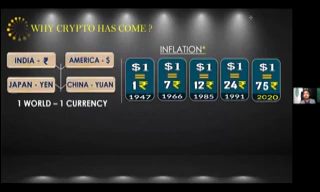 WHY CRYPTO HAS COME ?
INDIA - ₹
AMERICA - $
JAPAN - YEN
CHINA - YUAN
1 WORLD – 1 CURRENCY
INFLATION*
$1 = 1₹ 1947
$1 = 7₹ 1966
$1 = 12₹ 1985
$1 = 24₹ 1991
$1 = 75₹ 2020